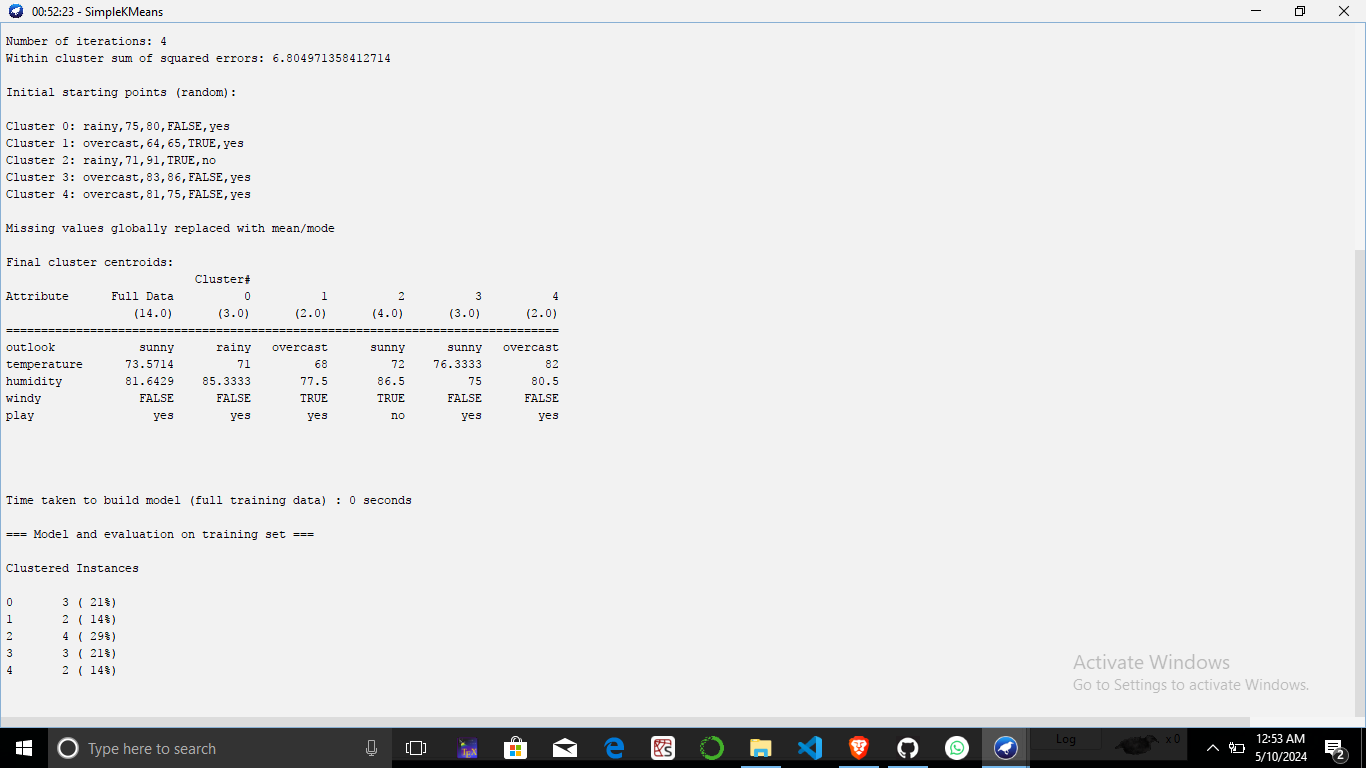 00:52:23 - SimpleKMeans
Number of iterations: 4
Within cluster sum of squared errors: 6.804971358412714
Initial starting points (random):
Cluster 0: rainy,75,80,FALSE,yes
Cluster 1: overcast,64,65,TRUE,yes
Cluster 2: rainy,71,91,TRUE,no
Cluster 3: overcast,83,86,FALSE,yes
Cluster 4: overcast,81,75,FALSE,yes
Missing values globally replaced with mean/mode
Final cluster centroids:
Cluster#
Attribute Full Data 0 1 2 3 4
(14.0) (3.0) (2.0) (4.0) (3.0) (2.0)
================================================================================
outlook sunny rainy overcast sunny sunny overcast
temperature 73.5714 71 68 72 76.3333 82
humidity 81.6429 85.3333 77.5 86.5 75 80.5
windy FALSE FALSE TRUE TRUE FALSE FALSE
play yes yes yes no yes yes
Time taken to build model (full training data) : 0 seconds
=== Model and evaluation on training set ===
Clustered Instances
0 3 ( 21%)
1 2 ( 14%)
2 4 ( 29%)
3 3 ( 21%)
4 2 ( 14%)
Activate Windows
Go to Settings to activate Windows.
Type here to search
TEX
KS
Log
x 0
12:53 AM
5/10/2024
2